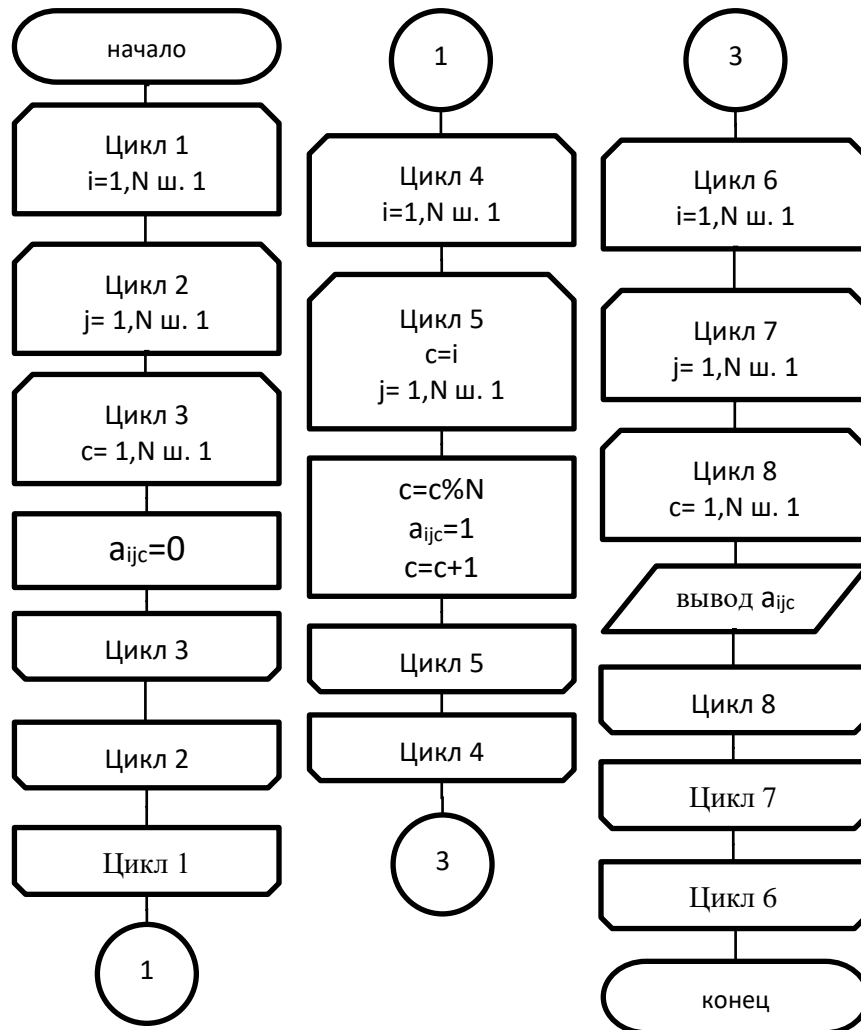 начало
Цикл 1
i=1,N ш. 1
Цикл 2
j= 1,N ш. 1
Цикл 3
c= 1,N ш. 1
aijc=0
Цикл 3
Цикл 2
Цикл 1
1
1
Цикл 4
i=1,N ш. 1
Цикл 5
c=i
j= 1,N ш. 1
c=c%N
aijc=1
c=c+1
Цикл 5
Цикл 4
3
3
Цикл 6
i=1,N ш. 1
Цикл 7
j= 1,N ш. 1
Цикл 8
c= 1,N ш. 1
вывод aijc
Цикл 8
Цикл 7
Цикл 6
конец